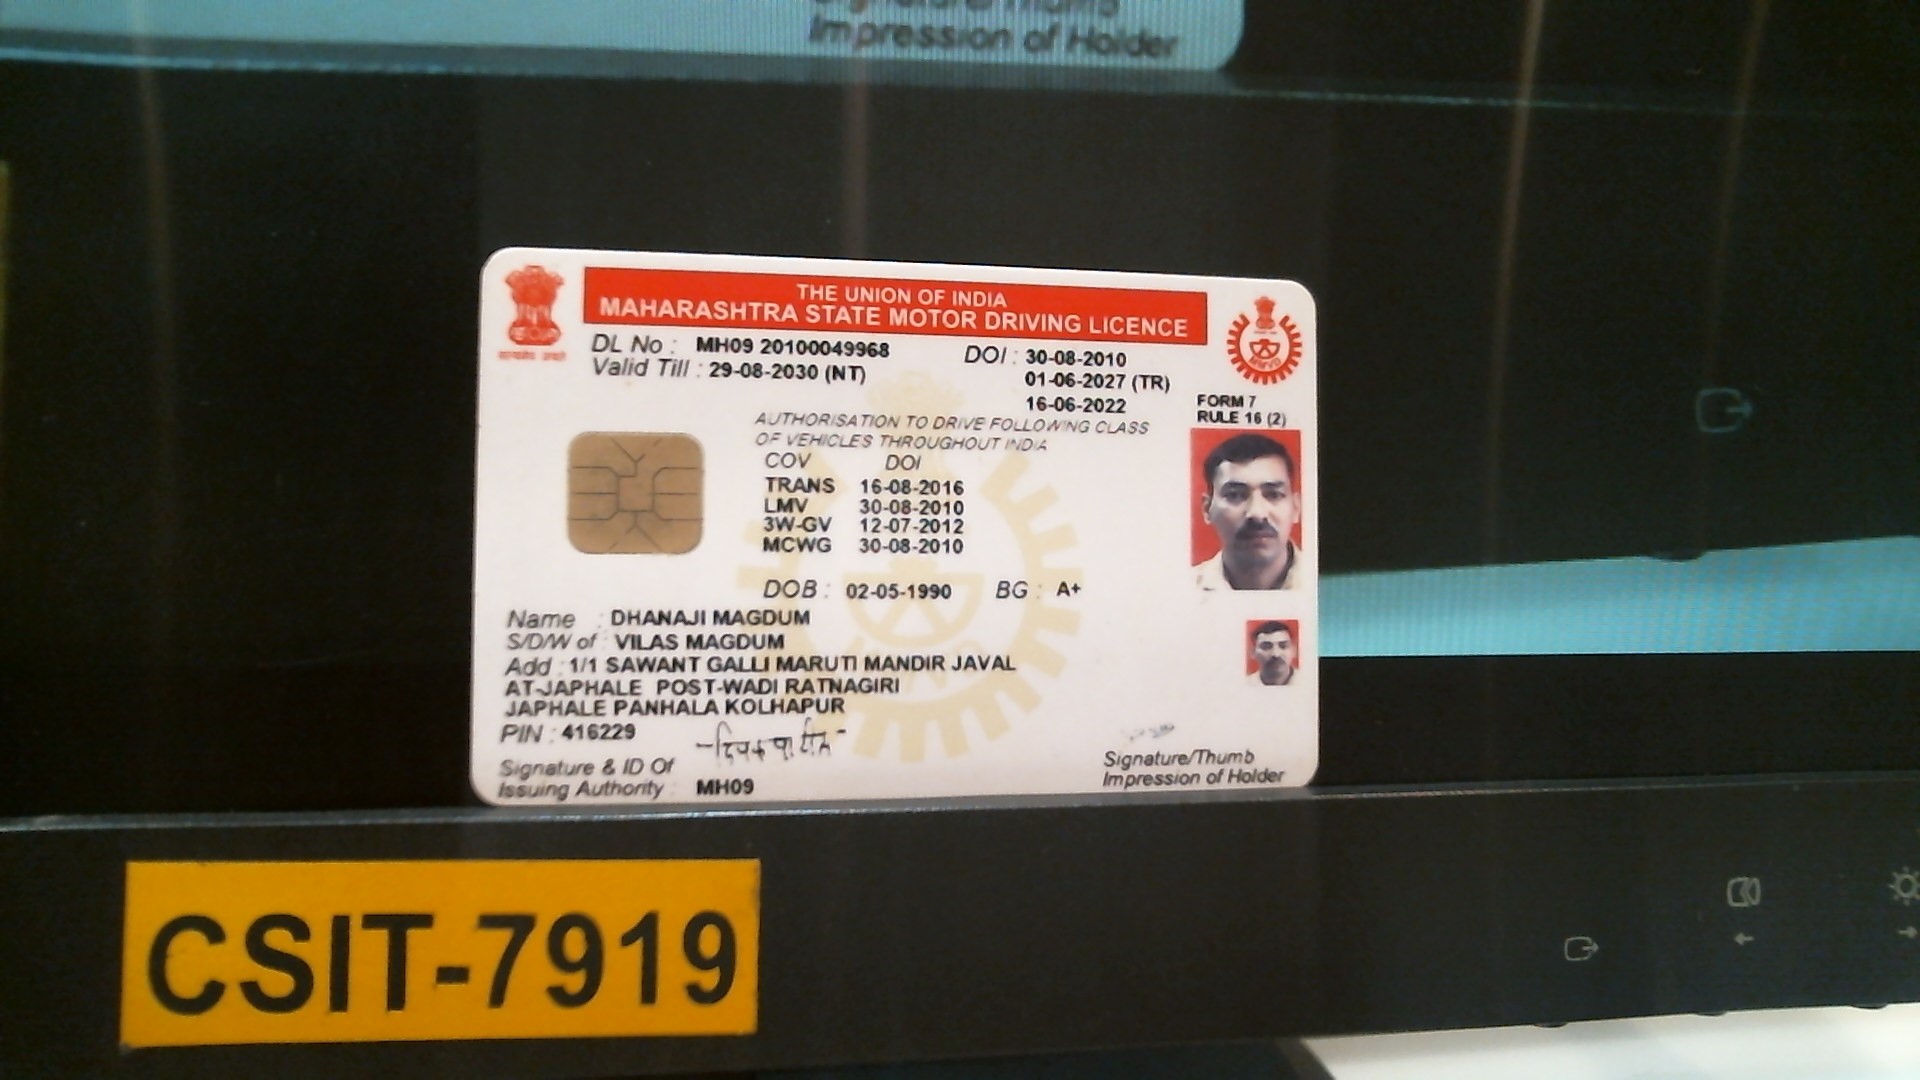 Impression of Holder
THE UNION OF INDIA
MAHARASHTRA STATE MOTOR DRIVING LICENCE
DL No : MH09 20100049968 DOI : 30-08-2010
Valid Till : 29-08-2030 (NT) 01-06-2027 (TR)
16-06-2022
FORM 7
RULE 16 (2)
AUTHORISATION TO DRIVE FOLLOWING CLASS
OF VEHICLES THROUGHOUT INDIA
COV DOI
TRANS 16-08-2016
LMV 30-08-2010
3W-GV 12-07-2012
MCWG 30-08-2010
DOB : 02-05-1990 BG : A+
Name : DHANAJI MAGDUM
S/D/W of : VILAS MAGDUM
Add : 1/1 SAWANT GALLI MARUTI MANDIR JAVAL
AT-JAPHALE POST-WADI RATNAGIRI
JAPHALE PANHALA KOLHAPUR
PIN : 416229
Signature & ID Of
Issuing Authority : MH09
Signature/Thumb
Impression of Holder
CSIT-7919